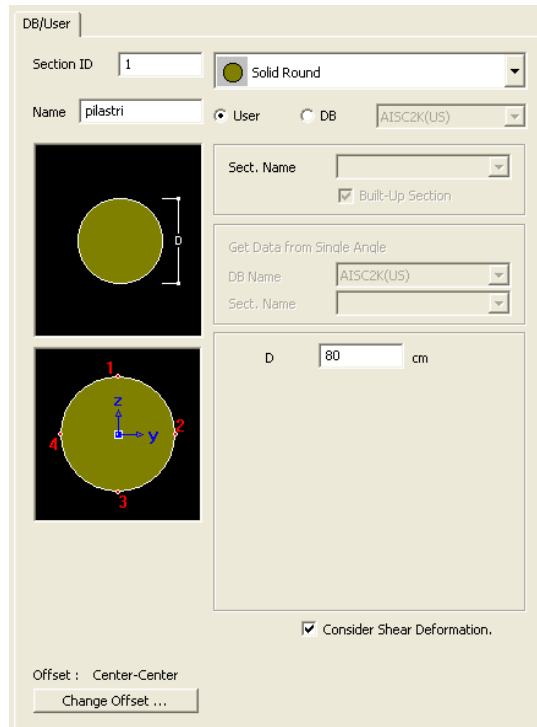 DB/User
Section ID 1 Solid Round
Name pilastri User DB AISC2K(US)
D
Sect. Name
Built-Up Section
Get Data from Single Angle
DB Name AISC2K(US)
Sect. Name
D 80 cm
1
z
y
2
4
3
Consider Shear Deformation.
Offset : Center-Center
Change Offset ...